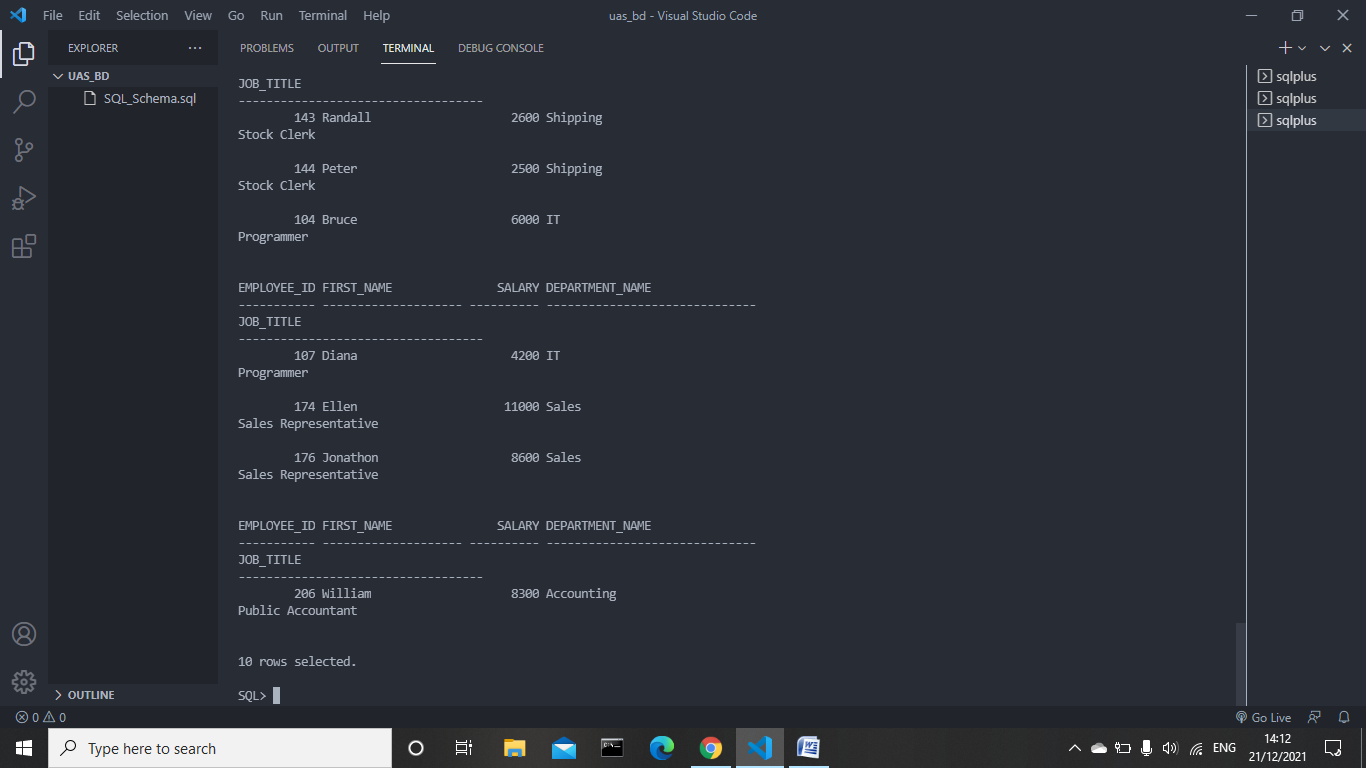 File Edit Selection View Go Run Terminal Help uas_bd - Visual Studio Code
EXPLORER ··· PROBLEMS OUTPUT TERMINAL DEBUG CONSOLE
UAS_BD
SQL_Schema.sql
JOB_TITLE
-----------------------------------
143 Randall 2600 Shipping
Stock Clerk
144 Peter 2500 Shipping
Stock Clerk
104 Bruce 6000 IT
Programmer
EMPLOYEE_ID FIRST_NAME SALARY DEPARTMENT_NAME
----------- -------------------- ---------- ------------------------------
JOB_TITLE
-----------------------------------
107 Diana 4200 IT
Programmer
174 Ellen 11000 Sales
Sales Representative
176 Jonathon 8600 Sales
Sales Representative
EMPLOYEE_ID FIRST_NAME SALARY DEPARTMENT_NAME
----------- -------------------- ---------- ------------------------------
JOB_TITLE
-----------------------------------
206 William 8300 Accounting
Public Accountant
10 rows selected.
SQL>
sqlplus
sqlplus
sqlplus
OUTLINE
0 0 Go Live
Type here to search
ENG 14:12
21/12/2021